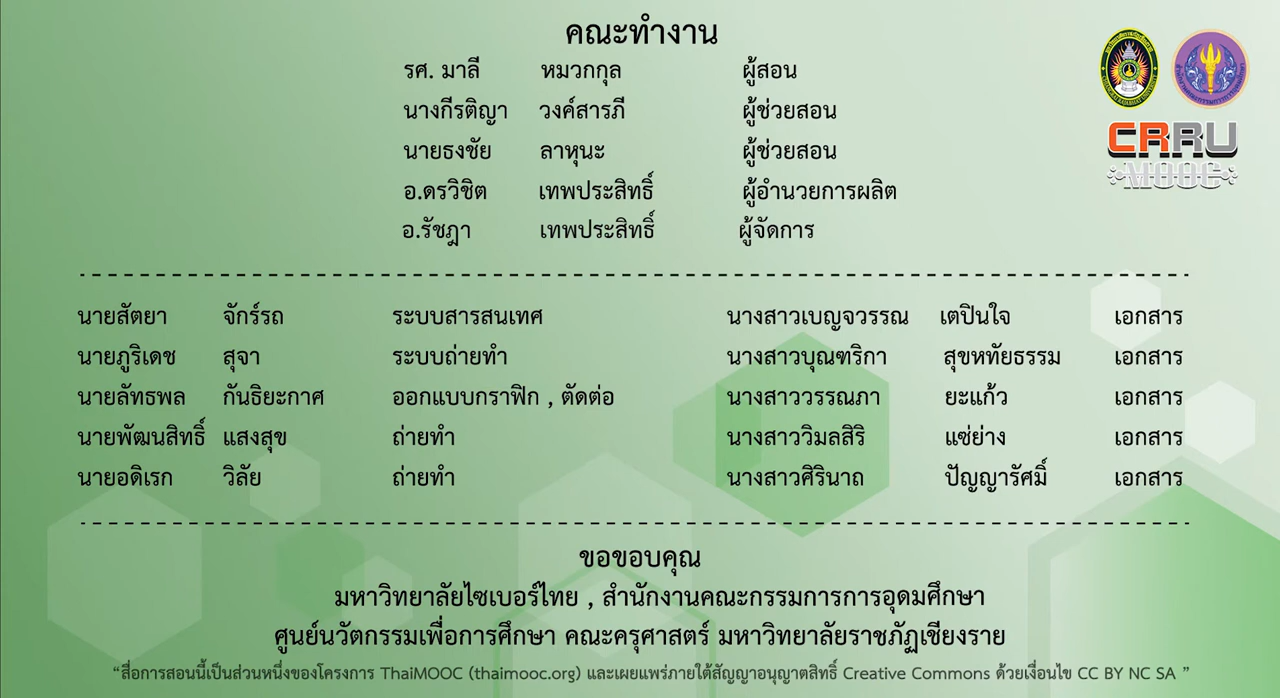 คณะทำงาน
รศ. มาลี หมวกกุล ผู้สอน
นางกีรติญา วงค์สารภี ผู้ช่วยสอน
นายธงชัย ลาหุนะ ผู้ช่วยสอน
อ.ดรวิชิต เทพประสิทธิ์ ผู้อำนวยการผลิต
อ.รัชฎา เทพประสิทธิ์ ผู้จัดการ
CRRU
MOOC
นายสัตยา จักร์รถ ระบบสารสนเทศ นางสาวเบญจวรรณ เตปินใจ เอกสาร
นายภูริเดช สุจา ระบบถ่ายทำ นางสาวบุณฑริกา สุขหทัยธรรม เอกสาร
นายลัทธพล กันธิยะกาศ ออกแบบกราฟิก , ตัดต่อ นางสาววรรณภา ยะแก้ว เอกสาร
นายพัฒนสิทธิ์ แสงสุข ถ่ายทำ นางสาววิมลสิริ แซ่ย่าง เอกสาร
นายอดิเรก วิลัย ถ่ายทำ นางสาวศิรินาถ ปัญญารัศมิ์ เอกสาร
ขอขอบคุณ
มหาวิทยาลัยไซเบอร์ไทย , สำนักงานคณะกรรมการการอุดมศึกษา
ศูนย์นวัตกรรมเพื่อการศึกษา คณะครุศาสตร์ มหาวิทยาลัยราชภัฏเชียงราย
“สื่อการสอนนี้เป็นส่วนหนึ่งของโครงการ ThaiMOOC (thaimooc.org) และเผยแพร่ภายใต้สัญญาอนุญาตสิทธิ์ Creative Commons ด้วยเงื่อนไข CC BY NC SA ”